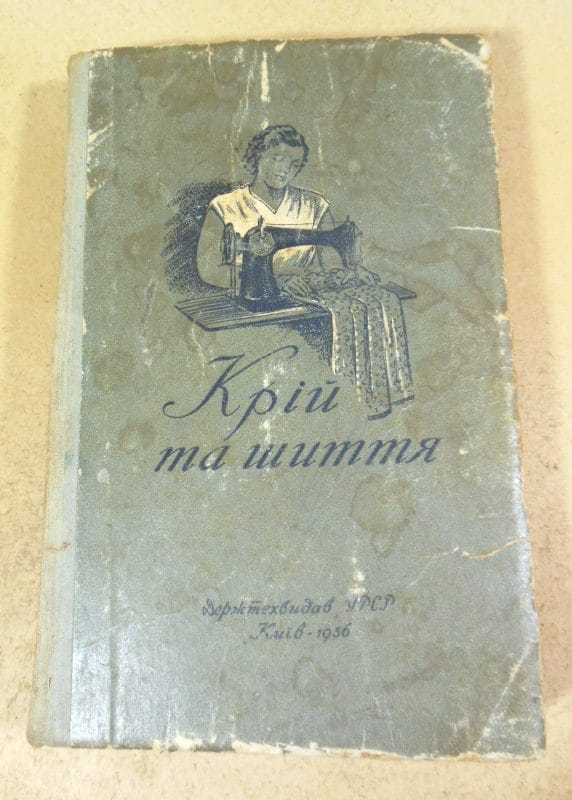 Крій
та шиття
Держтехвидав УРСР
Київ - 1956